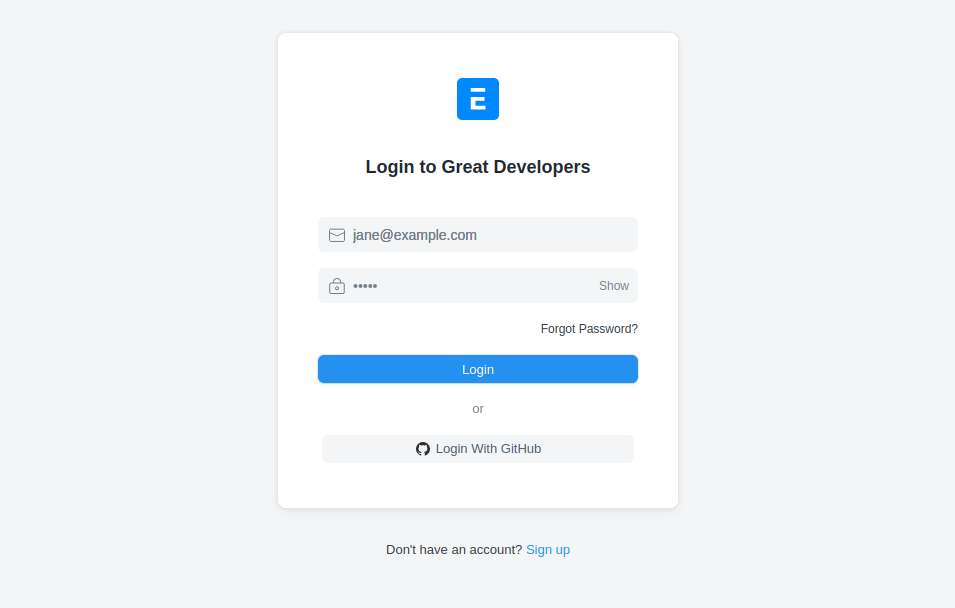 E
Login to Great Developers
jane@example.com
•••••
Show
Forgot Password?
Login
or
Login With GitHub
Don't have an account? Sign up